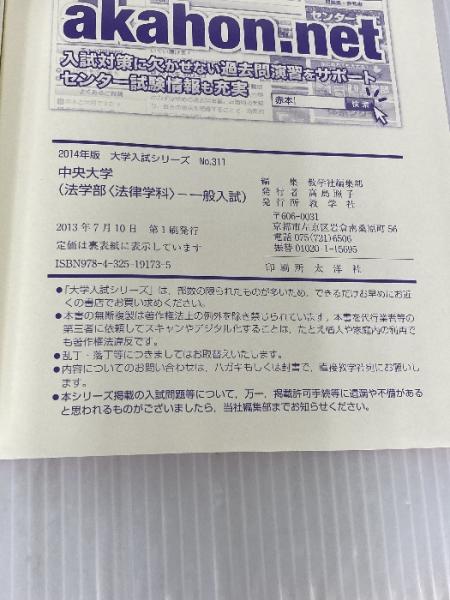 akahon.net
入試対策に欠かせない過去問演習をサポート
センター試験情報も充実
赤本 検索
2014年版 大学入試シリーズ No.311
中央大学
(法学部〈法律学科〉－一般入試)
2013年7月10日 第1刷発行
定価は裏表紙に表示しています
ISBN978-4-325-19173-5
編集 教学社編集部
発行者 高島照子
発行所 教学社
〒606-0031
京都市左京区岩倉南桑原町56
電話 075(721)6506
振替 01020-1-15695
印刷所 太洋社
●「大学入試シリーズ」は、部数の限られたものが多いため、できるだけお早めにお近
くの書店でお買い求めください。
●本書の無断複製は著作権法上の例外を除き禁じられています。本書を代行業者等の
第三者に依頼してスキャンやデジタル化することは、たとえ個人や家庭内の利用で
も著作権法違反です。
●乱丁・落丁等につきましてはお取替えいたします。
●内容についてのお問い合わせは、ハガキもしくは封書で、直接教学社宛にお願いし
ます。
●本シリーズ掲載の入試問題等について、万一、掲載許可手続等に遺漏や不備がある
と思われるものがございましたら、当社編集部までお知らせください。